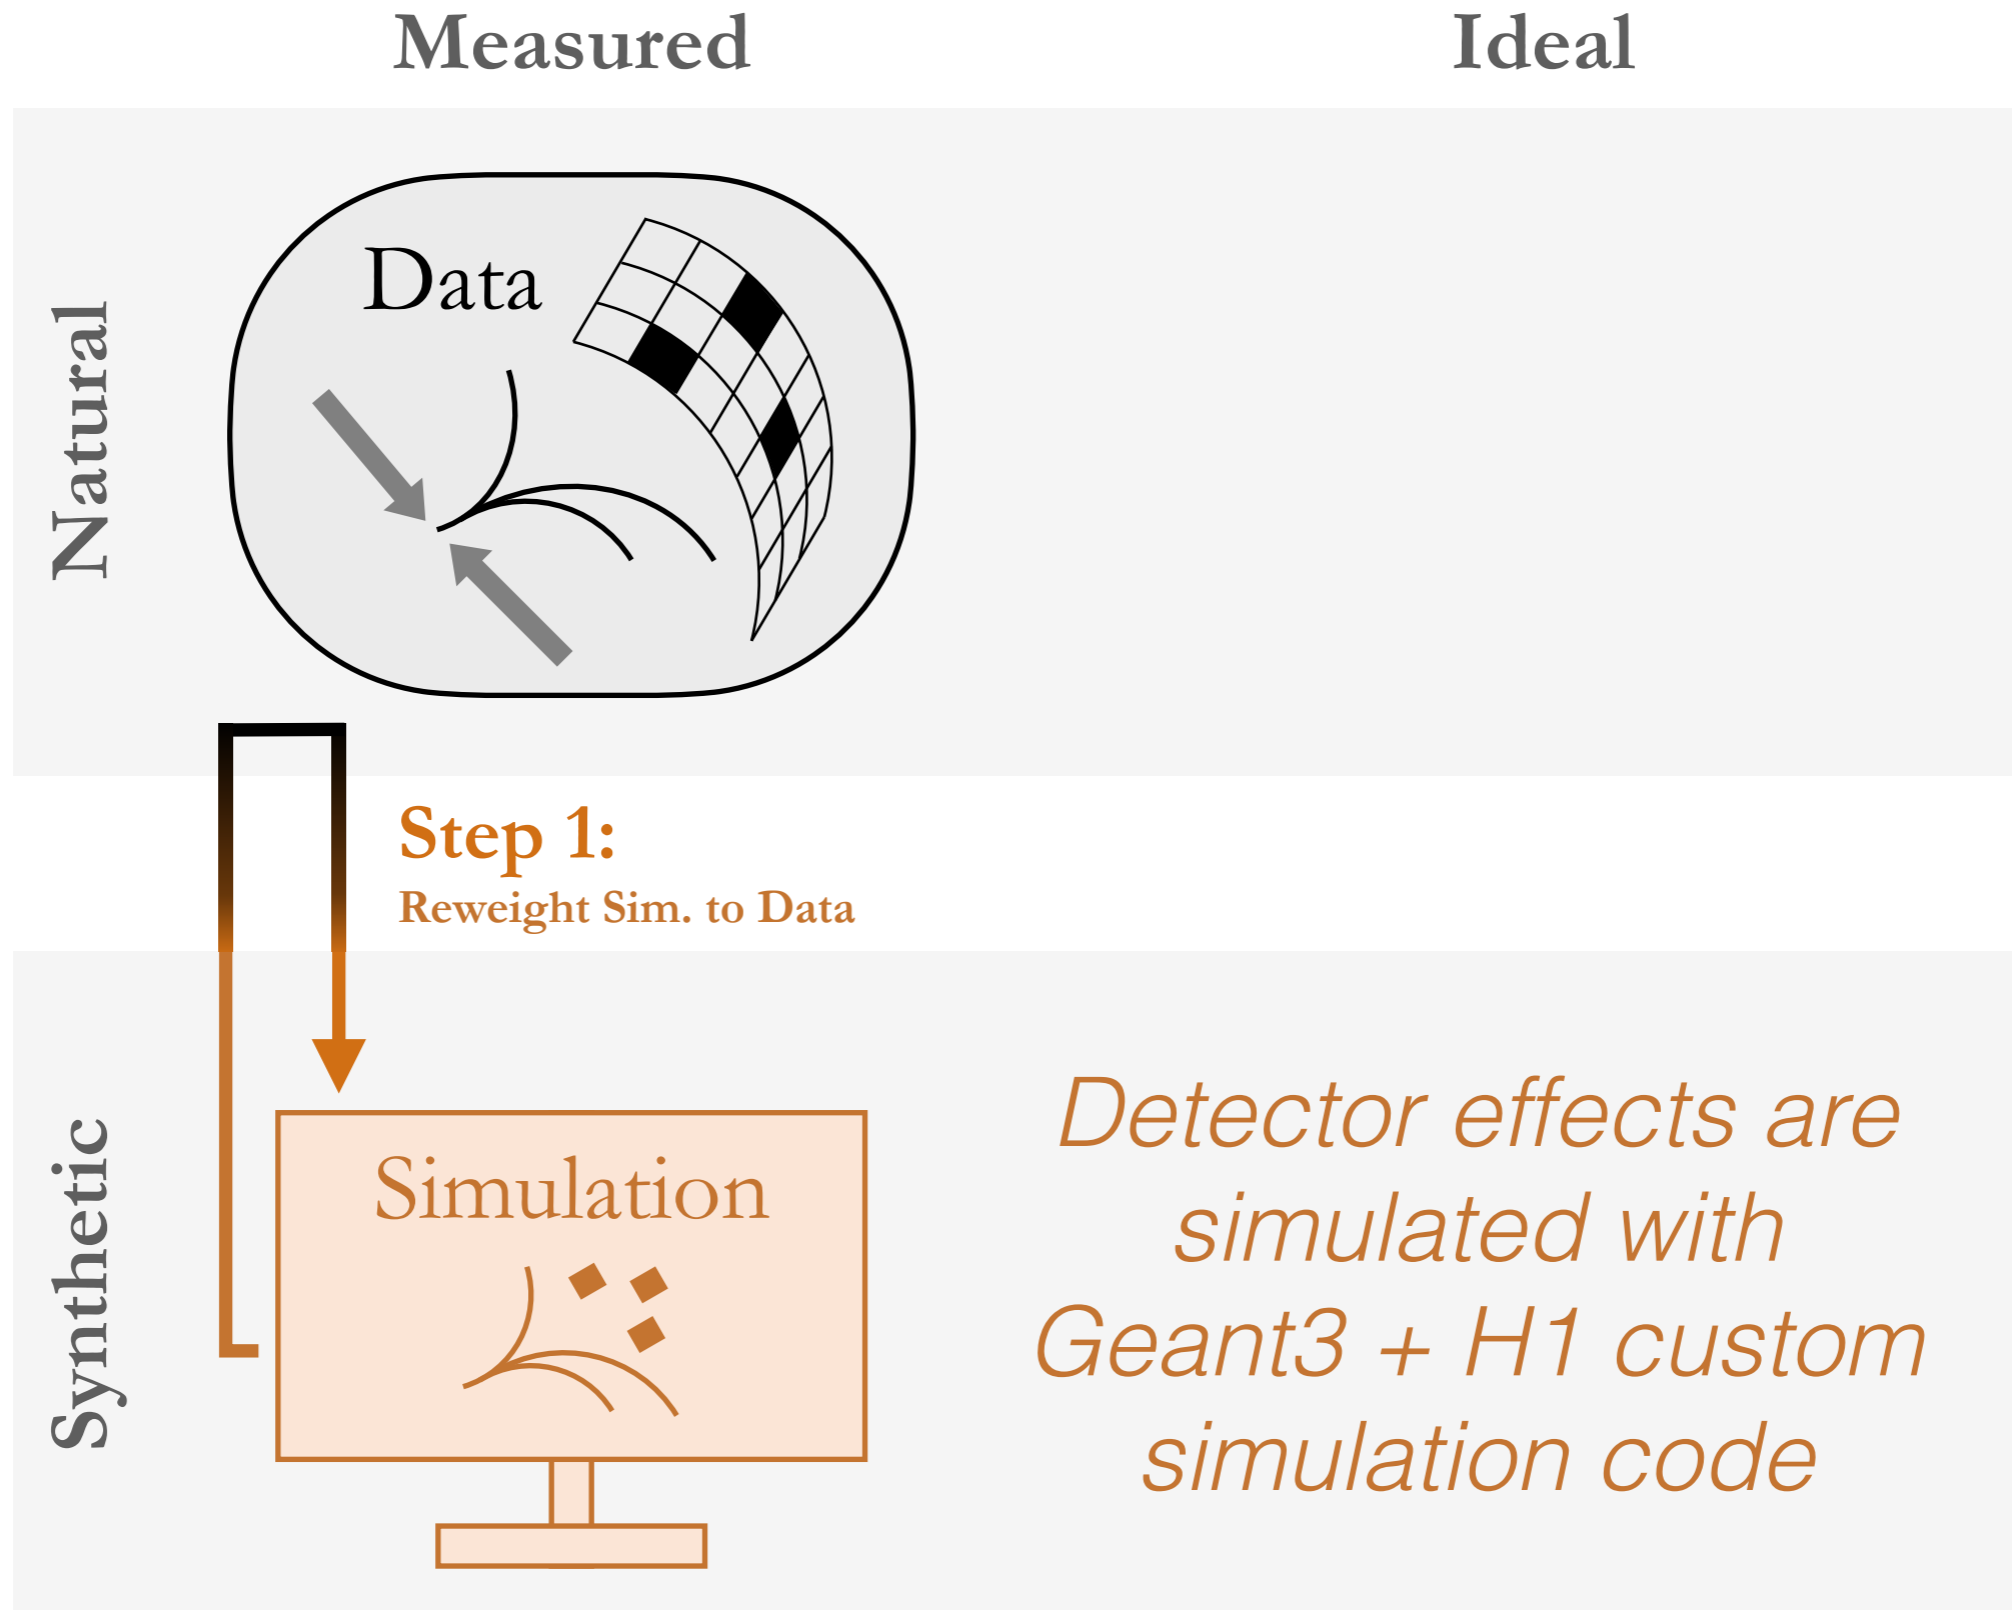 Measured
Ideal
Natural
Data
Step 1:
Reweight Sim. to Data
Synthetic
Simulation
Detector effects are
simulated with
Geant3 + H1 custom
simulation code